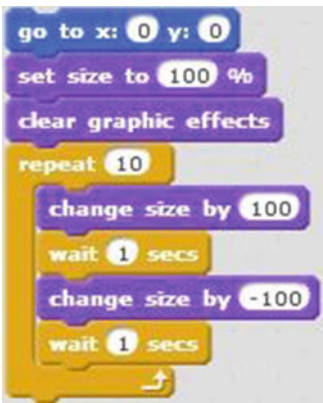 go to x: 0 y: 0
set size to 100 %
clear graphic effects
repeat 10
change size by 100
wait 1 secs
change size by -100
wait 1 secs